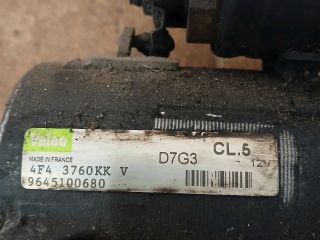 Valeo
MADE IN FRANCE
4F4 3760KK V
9645100680
D7G3
CL.5
12V